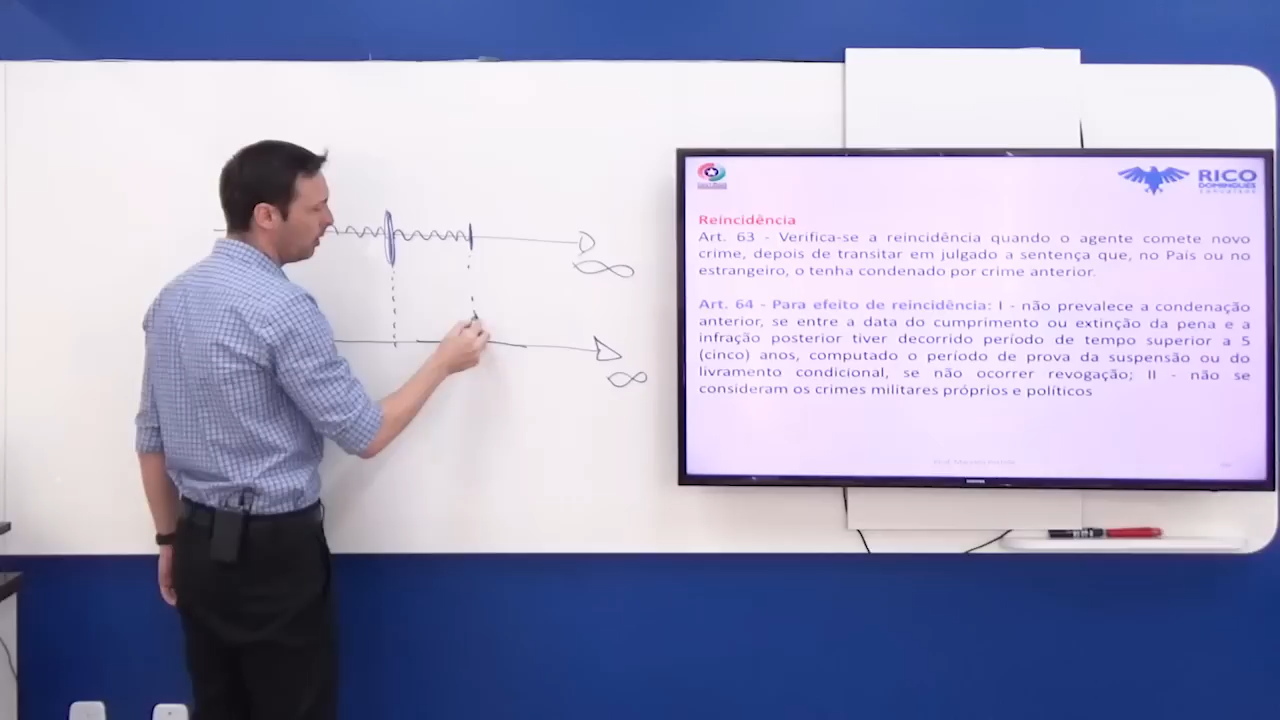 RICO
DOMINGUES
Reincidência
Art. 63 - Verifica-se a reincidência quando o agente comete novo
crime, depois de transitar em julgado a sentença que, no País ou no
estrangeiro, o tenha condenado por crime anterior.
Art. 64 - Para efeito de reincidência: I - não prevalece a condenação
anterior, se entre a data do cumprimento ou extinção da pena e a
infração posterior tiver decorrido período de tempo superior a 5
(cinco) anos, computado o período de prova da suspensão ou do
livramento condicional, se não ocorrer revogação; II - não se
consideram os crimes militares próprios e políticos